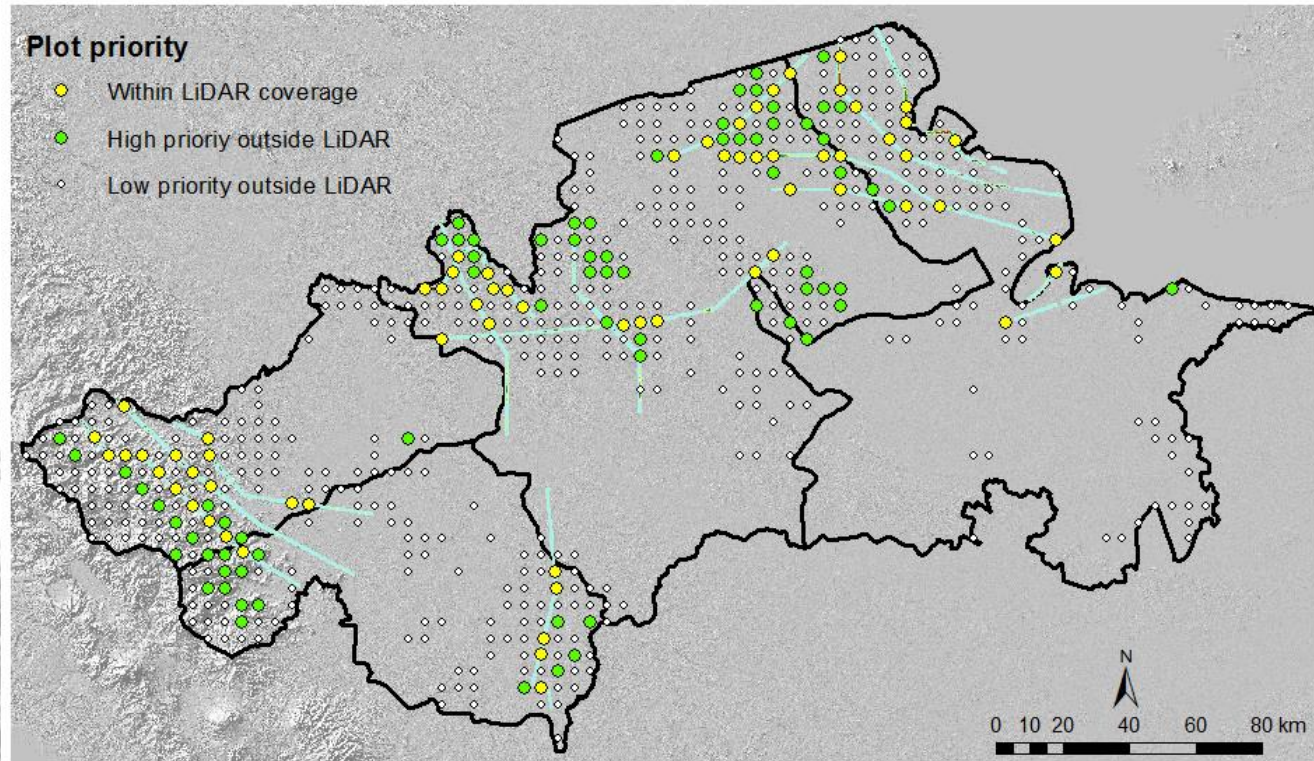 Plot priority
Within LiDAR coverage
High prioriy outside LiDAR
Low priority outside LiDAR
N
0 10 20 40 60 80 km